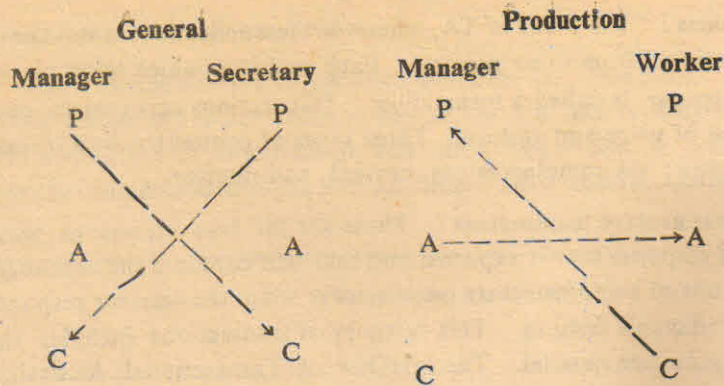 General Production
Manager Secretary Manager Worker
P P P P
A A A A
C C C C